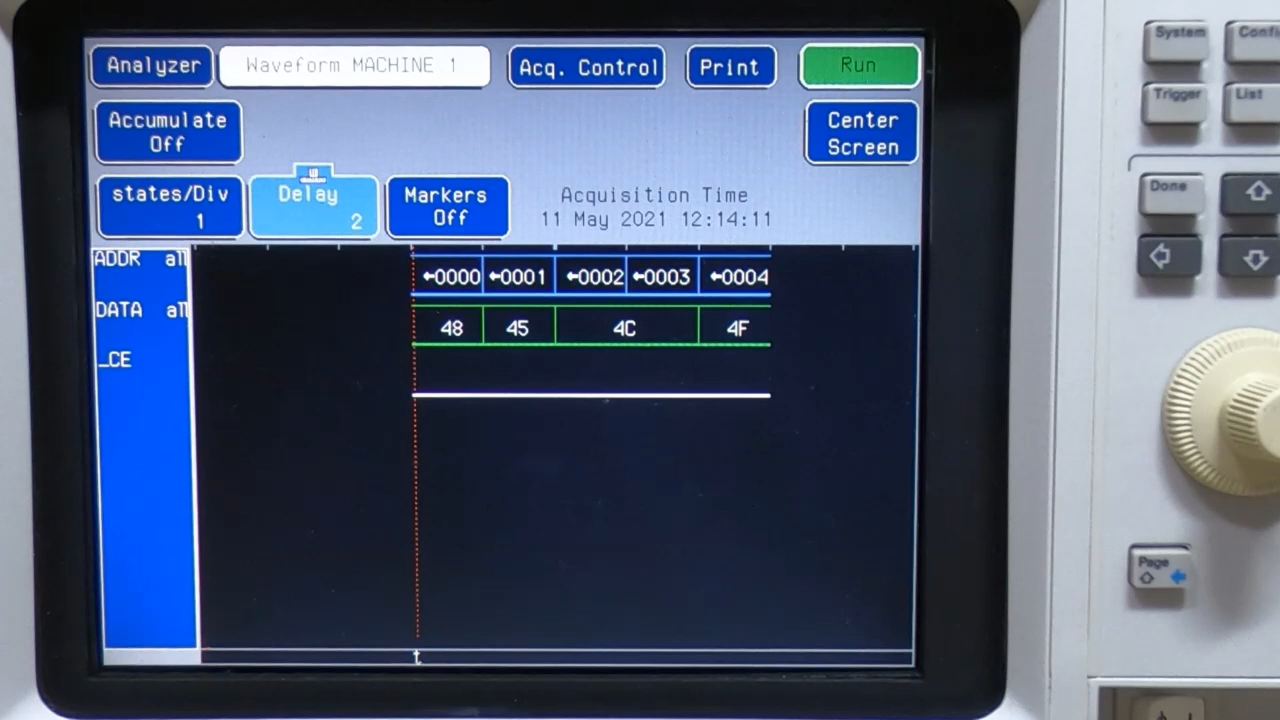 Analyzer Waveform MACHINE 1 Acq. Control Print Run
Accumulate
Off
Center
Screen
states/Div
1
Delay
2
Markers
Off
Acquisition Time
11 May 2021 12:14:11
ADDR all
←0000 ←0001 ←0002 ←0003 ←0004
DATA all
48 45 4C 4F
_CE
t
System
Trigger List
Done
Page